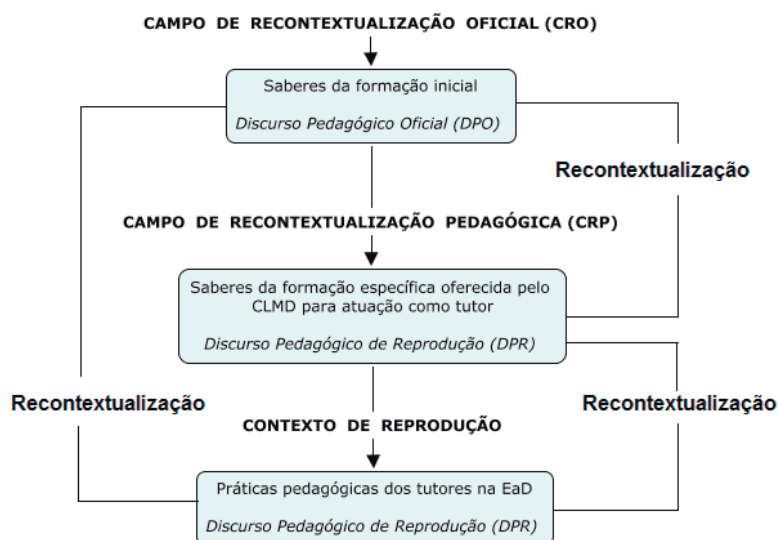 CAMPO DE RECONTEXTUALIZAÇÃO OFICIAL (CRO)
Saberes da formação inicial
Discurso Pedagógico Oficial (DPO)
Recontextualização
CAMPO DE RECONTEXTUALIZAÇÃO PEDAGÓGICA (CRP)
Saberes da formação específica oferecida pelo
CLMD para atuação como tutor
Discurso Pedagógico de Reprodução (DPR)
Recontextualização
Recontextualização
CONTEXTO DE REPRODUÇÃO
Práticas pedagógicas dos tutores na EaD
Discurso Pedagógico de Reprodução (DPR)